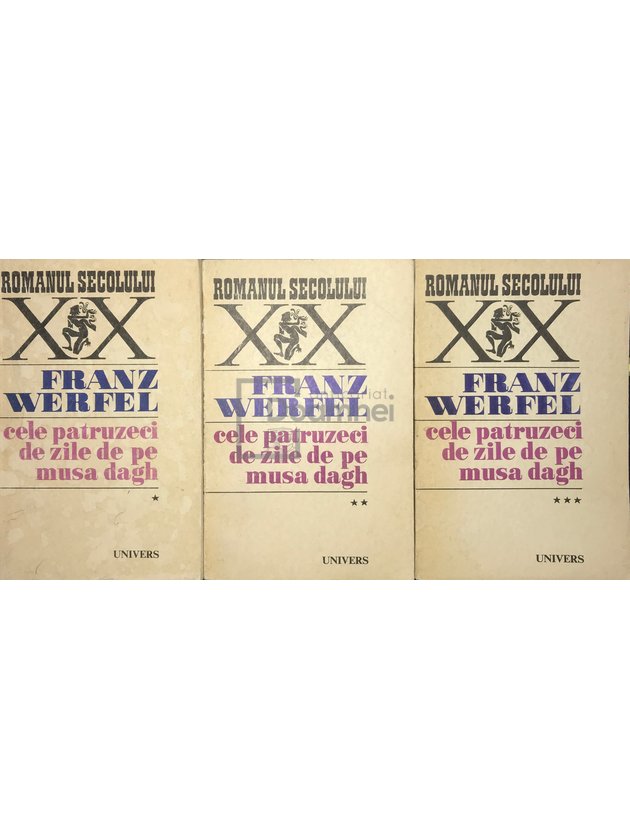 ROMANUL SECOLULUI
XX
FRANZ
WERFEL
cele patruzeci
de zile de pe
musa dagh
★
UNIVERS
ROMANUL SECOLULUI
XX
FRANZ
WERFEL
cele patruzeci
de zile de pe
musa dagh
★★
UNIVERS
ROMANUL SECOLULUI
XX
FRANZ
WERFEL
cele patruzeci
de zile de pe
musa dagh
★★★
UNIVERS